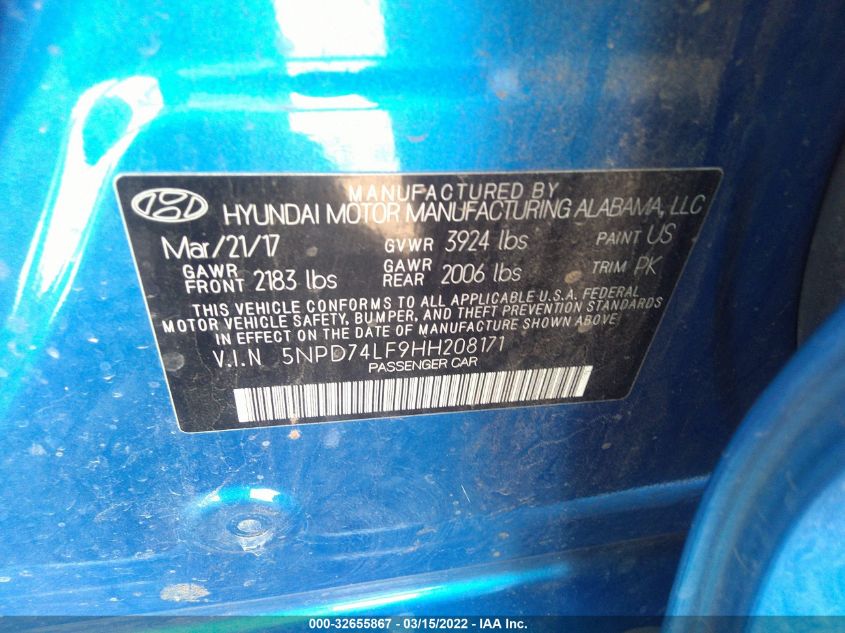 MANUFACTURED BY
HYUNDAI MOTOR MANUFACTURING ALABAMA, LLC
Mar/21/17 GVWR 3924 lbs PAINT US
GAWR FRONT 2183 lbs GAWR REAR 2006 lbs TRIM PK
THIS VEHICLE CONFORMS TO ALL APPLICABLE U.S.A. FEDERAL
MOTOR VEHICLE SAFETY, BUMPER, AND THEFT PREVENTION STANDARDS
IN EFFECT ON THE DATE OF MANUFACTURE SHOWN ABOVE.
V.I.N 5NPD74LF9HH208171
PASSENGER CAR
000-32655867 - 03/15/2022 - IAA Inc.